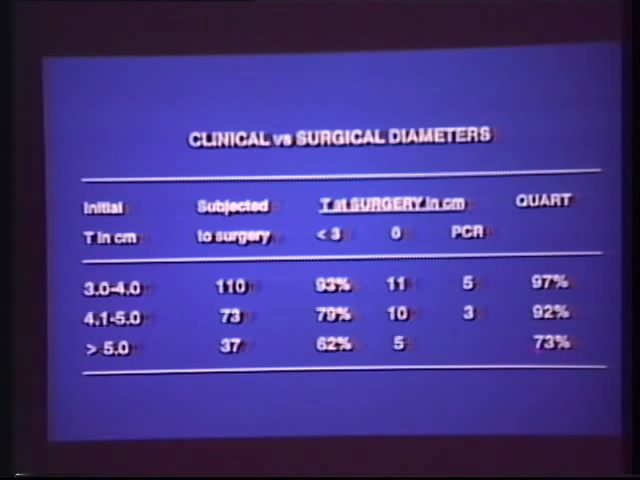 CLINICAL vs SURGICAL DIAMETERS
Initial Subjected T at SURGERY in cm QUART
T in cm to surgery < 3 0 PCR
3.0-4.0 110 93% 11 5 97%
4.1-5.0 73 79% 10 3 92%
> 5.0 37 62% 5 73%